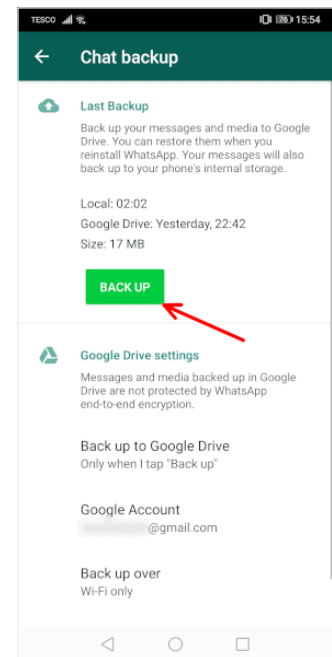 TESCO 76 15:54
Chat backup
Last Backup
Back up your messages and media to Google
Drive. You can restore them when you
reinstall WhatsApp. Your messages will also
back up to your phone's internal storage.
Local: 02:02
Google Drive: Yesterday, 22:42
Size: 17 MB
BACK UP
Google Drive settings
Messages and media backed up in Google
Drive are not protected by WhatsApp
end-to-end encryption.
Back up to Google Drive
Only when I tap "Back up"
Google Account
@gmail.com
Back up over
Wi-Fi only